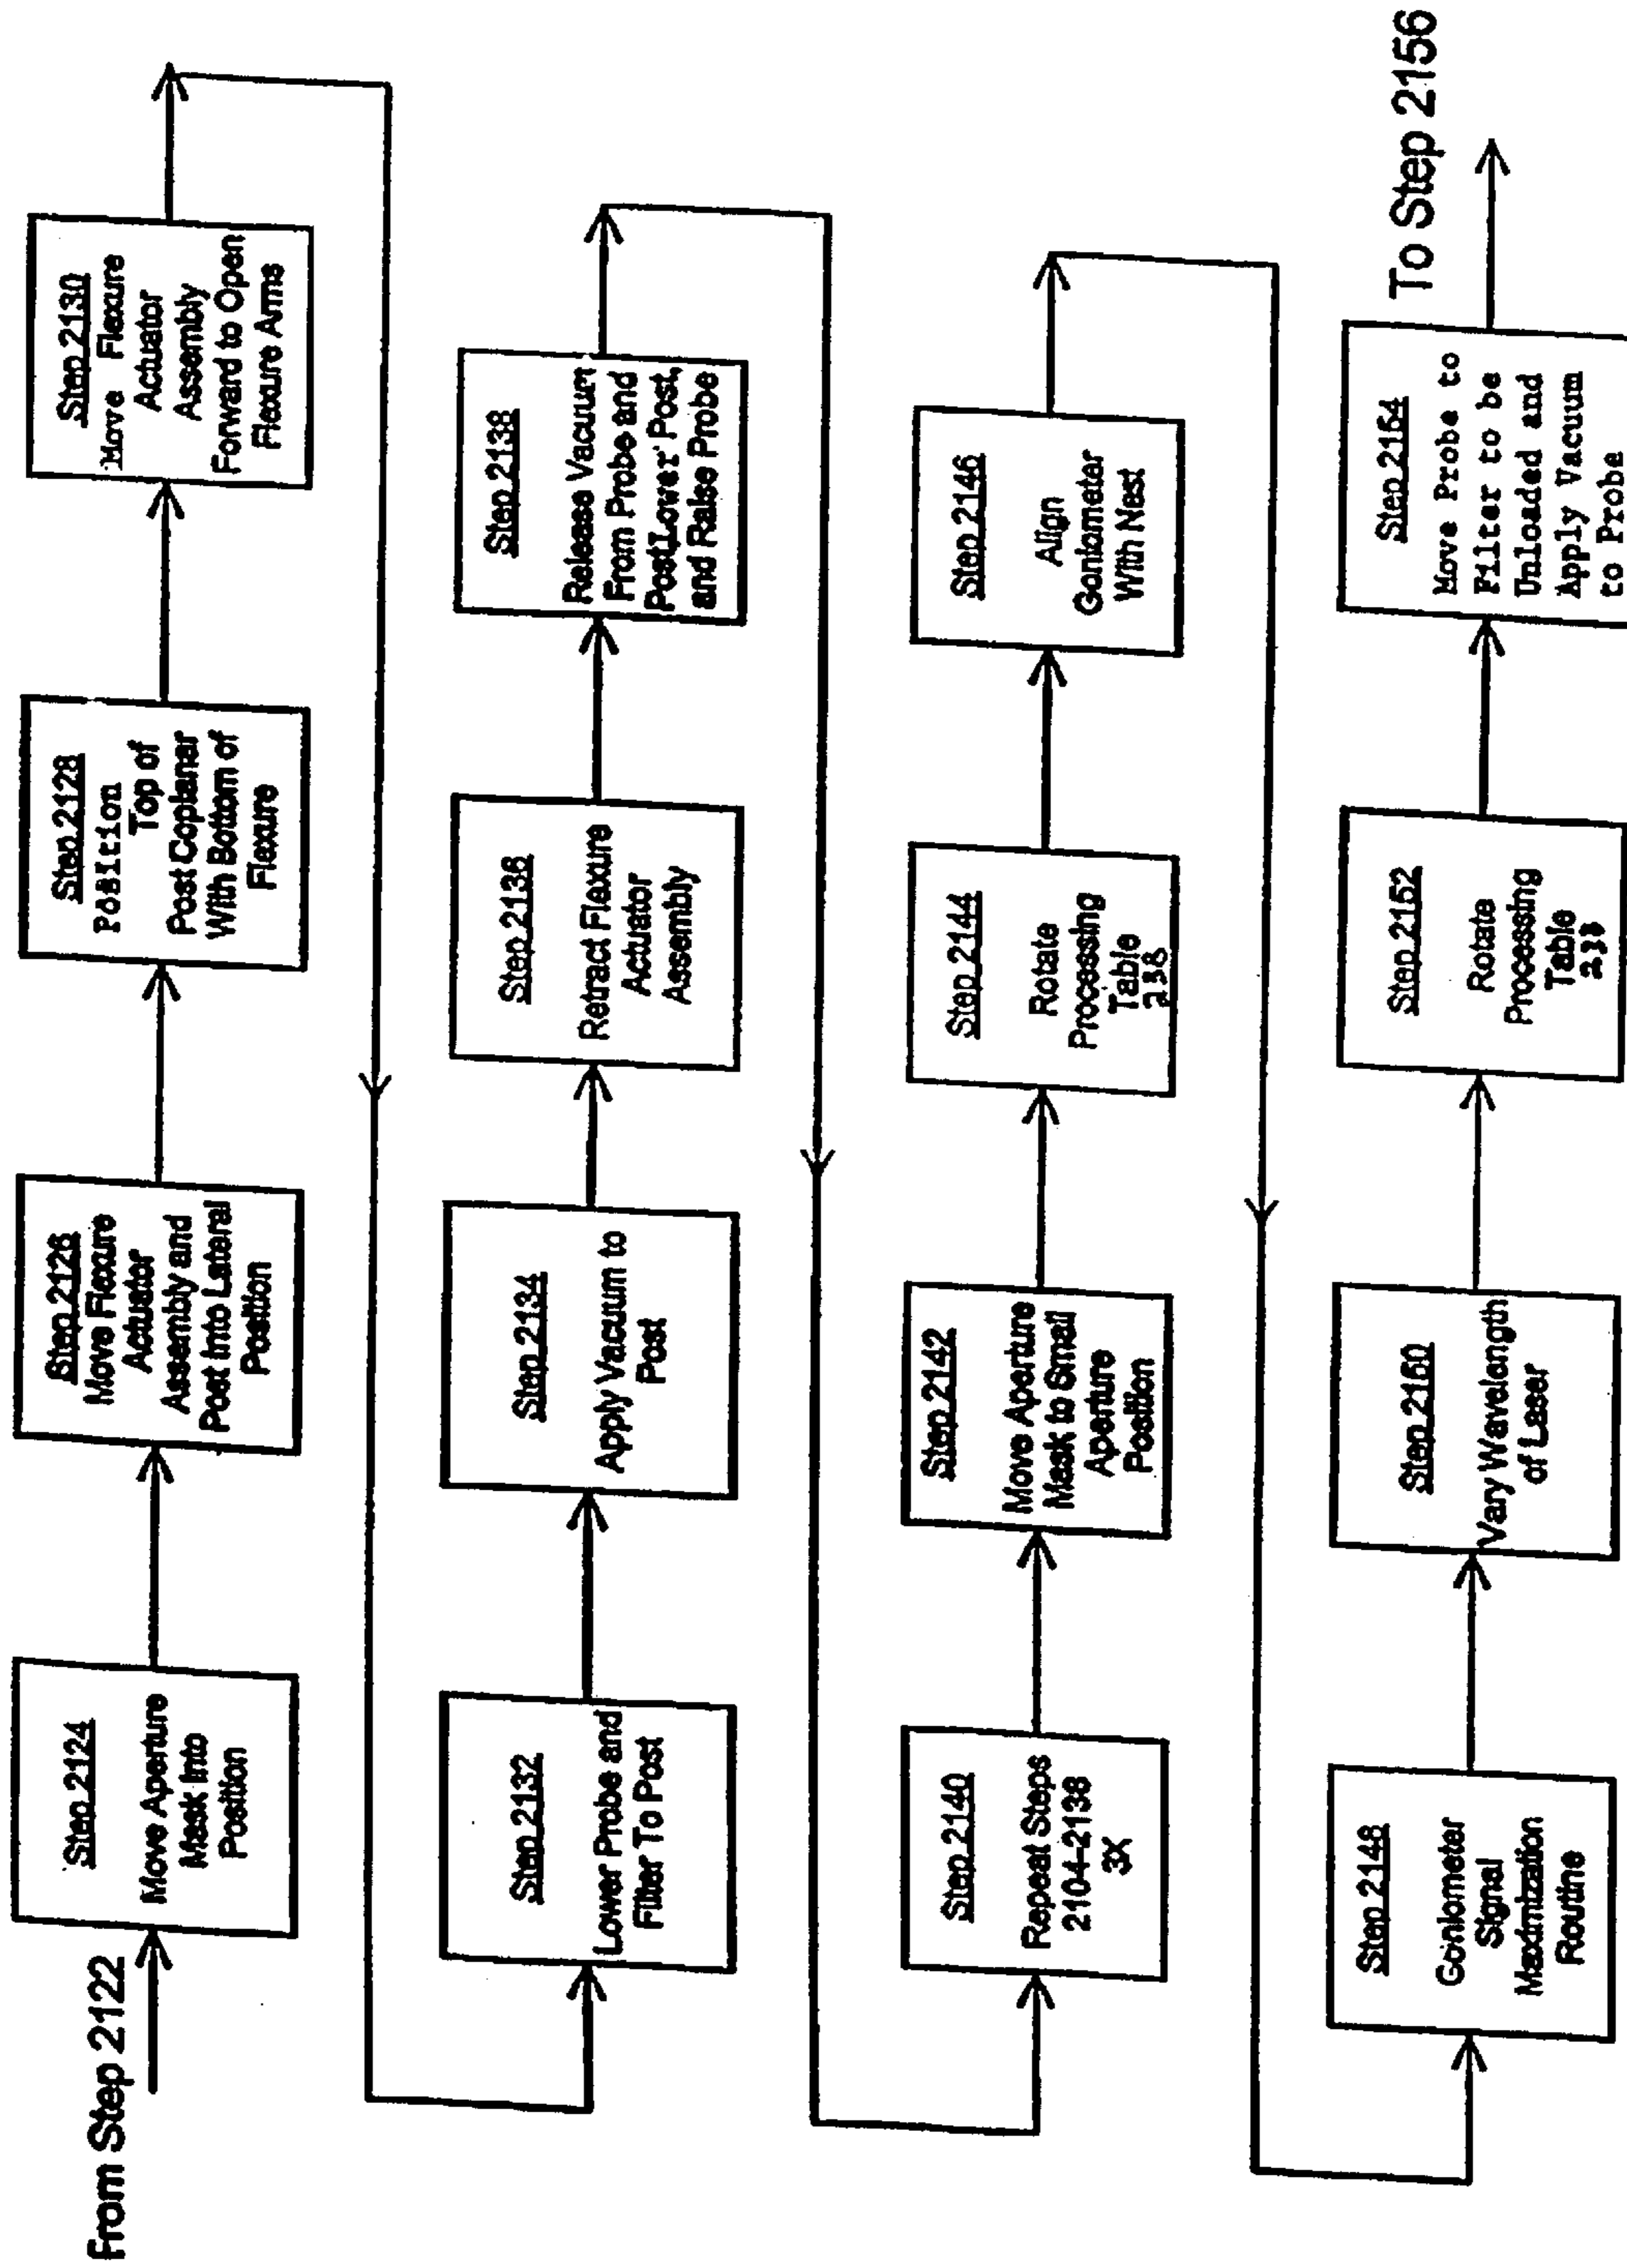 From Step 2122
Step 2124
Move Aperture
Mask Into
Position
Step 2126
Move Flexure
Actuator
Assembly and
Post Into Lateral
Position
Step 2128
Position
Top of
Post Coplanar
With Bottom of
Flexure
Step 2130
Move Flexure
Actuator
Assembly
Forward to Open
Flexure Arms
Step 2132
Lower Probe and
Filter To Post
Step 2134
Apply Vacuum to
Post
Step 2136
Retract Flexure
Actuator
Assembly
Step 2138
Release Vacuum
From Probe and
Post, Lower Post,
and Raise Probe
Step 2140
Repeat Steps
2104-2138
3X
Step 2142
Move Aperture
Mask to Small
Aperture
Position
Step 2144
Rotate
Processing
Table
238
Step 2146
Align
Goniometer
With Nest
Step 2148
Goniometer
Signal
Maximization
Routine
Step 2150
Vary Wavelength
of Laser
Step 2152
Rotate
Processing
Table
238
Step 2154
Move Probe to
Filter to be
Unloaded and
Apply Vacuum
to Probe
To Step 2156